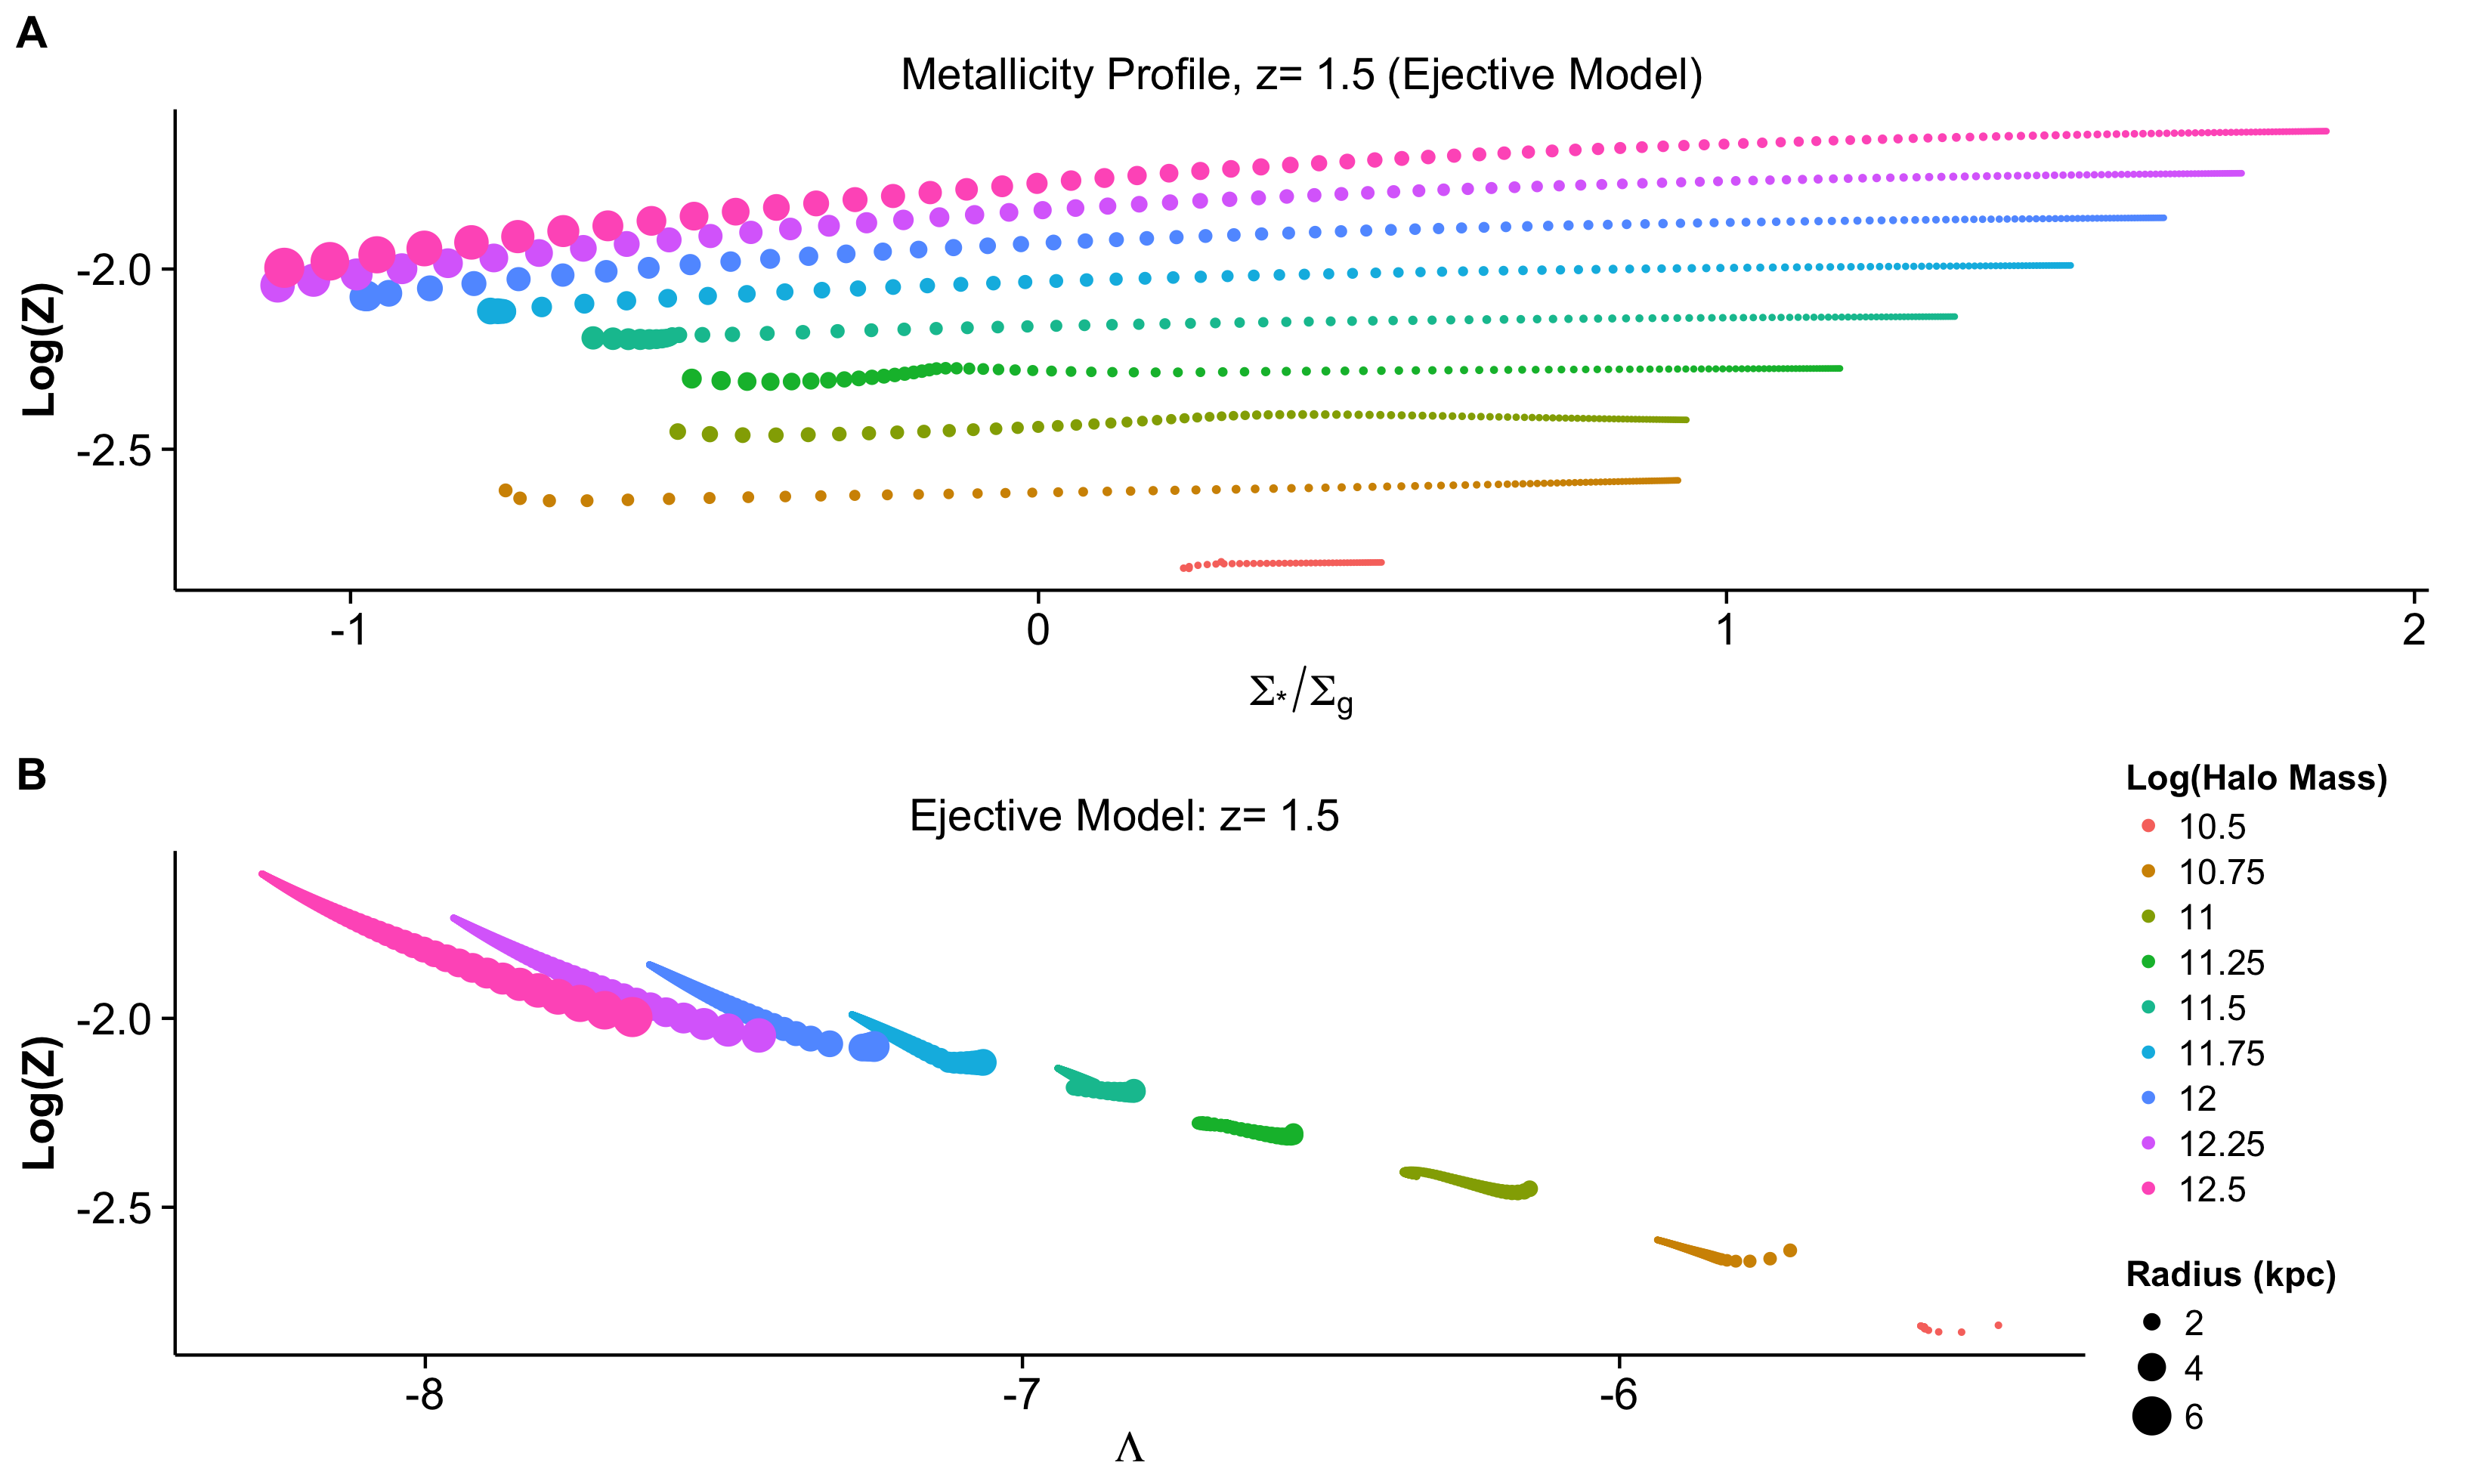 A
Metallicity Profile, z= 1.5 (Ejective Model)
Log(Z)
-2.0
-2.5
-1
0
1
2
Σ*/Σg
B
Ejective Model: z= 1.5
Log(Z)
-2.0
-2.5
-8
-7
-6
Λ
Log(Halo Mass)
10.5
10.75
11
11.25
11.5
11.75
12
12.25
12.5
Radius (kpc)
2
4
6